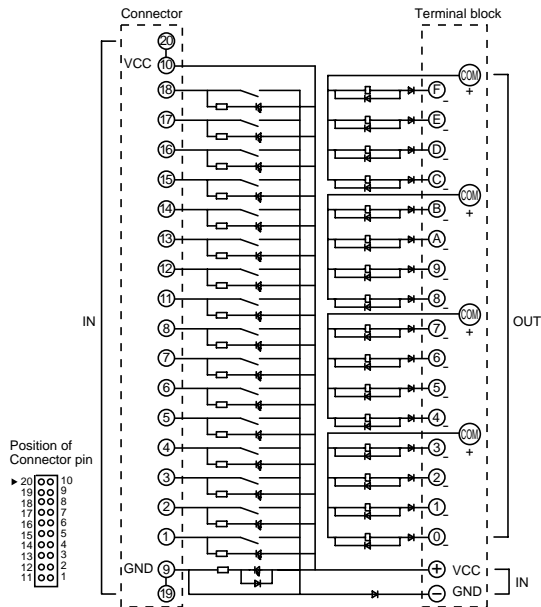 Connector Terminal block
20
VCC 10 COM
+
18 F –
17 E –
16 D –
15 C –
COM
+
14 B –
13 A –
12 9 –
11 8 –
COM
+
IN OUT
8 7 –
7 6 –
6 5 –
5 4 –
COM
+
4 3 –
3 2 –
2 1 –
1 0 –
GND 9 + VCC
19 – GND
IN
Position of
Connector pin
20 10
19 9
18 8
17 7
16 6
15 5
14 4
13 3
12 2
11 1